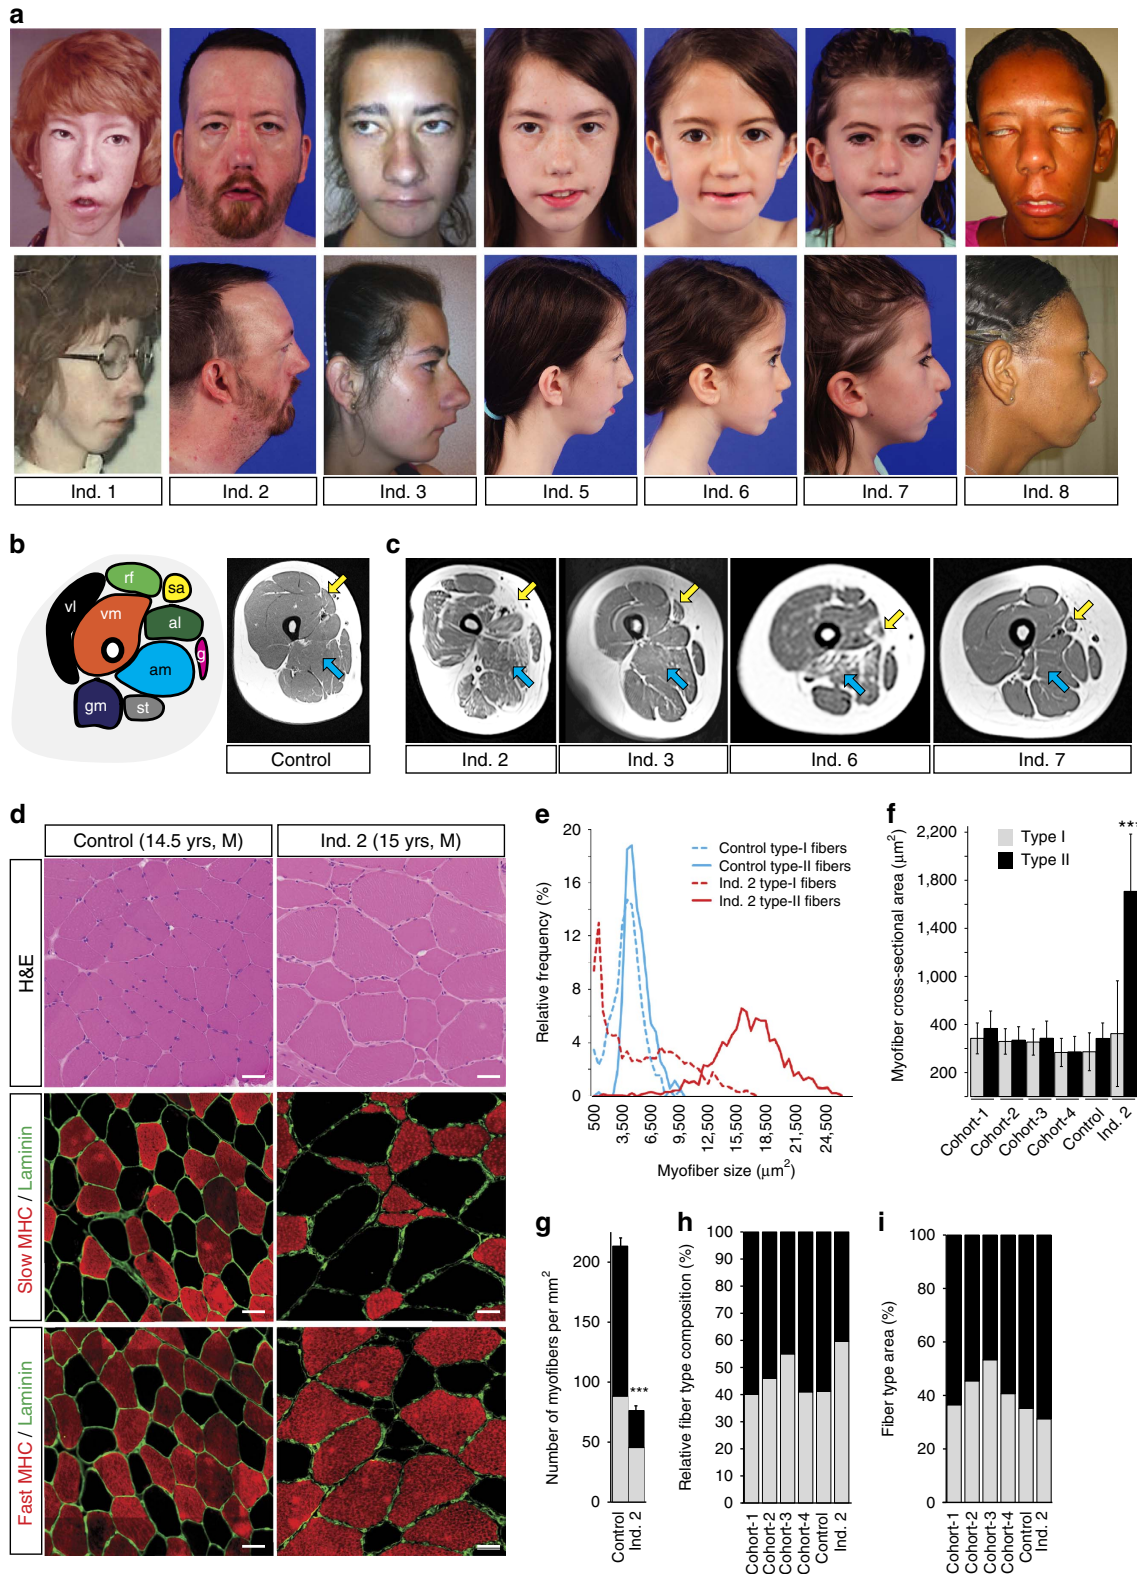 a
Ind. 1
Ind. 2
Ind. 3
Ind. 5
Ind. 6
Ind. 7
Ind. 8
b
rf
sa
vl
vm
al
g
am
gm
st
Control
c
Ind. 2
Ind. 3
Ind. 6
Ind. 7
d
Control (14.5 yrs, M)
Ind. 2 (15 yrs, M)
H&E
Slow MHC / Laminin
Fast MHC / Laminin
e
Relative frequency (%)
20
16
12
8
4
0
Control type-I fibers
Control type-II fibers
Ind. 2 type-I fibers
Ind. 2 type-II fibers
500
3,500
6,500
9,500
12,500
15,500
18,500
21,500
24,500
Myofiber size (μm²)
f
Myofiber cross-sectional area (μm²)
2,200
1,800
1,400
1,000
400
200
Type I
Type II
***
Cohort-1
Cohort-2
Cohort-3
Cohort-4
Control
Ind. 2
g
Number of myofibers per mm²
200
150
100
50
0
***
Control
Ind. 2
h
Relative fiber type composition (%)
100
90
80
70
60
50
40
30
20
10
0
Cohort-1
Cohort-2
Cohort-3
Cohort-4
Control
Ind. 2
i
Fiber type area (%)
100
80
60
40
20
0
Cohort-1
Cohort-2
Cohort-3
Cohort-4
Control
Ind. 2